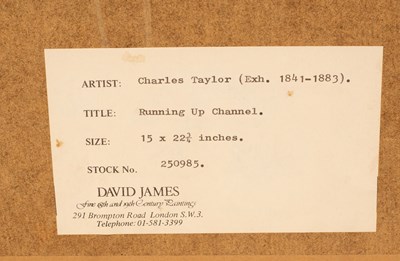 ARTIST: Charles Taylor (Exh. 1841-1883).
TITLE: Running Up Channel.
SIZE: 15 x 22¾ inches.
STOCK No. 250985.
DAVID JAMES
Fine 18th and 19th Century Paintings
291 Brompton Road London S.W.3.
Telephone: 01-581-3399